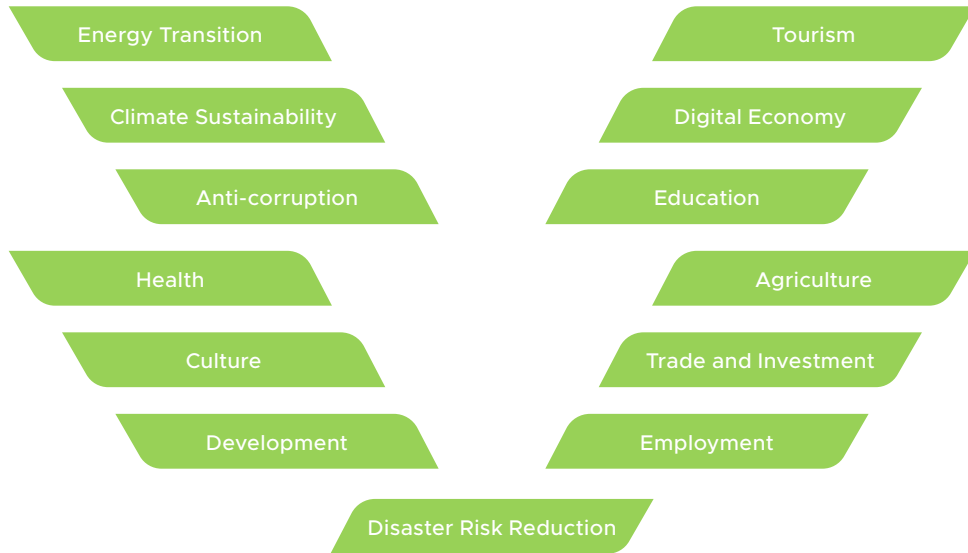 Energy Transition
Tourism
Climate Sustainability
Digital Economy
Anti-corruption
Education
Health
Agriculture
Culture
Trade and Investment
Development
Employment
Disaster Risk Reduction